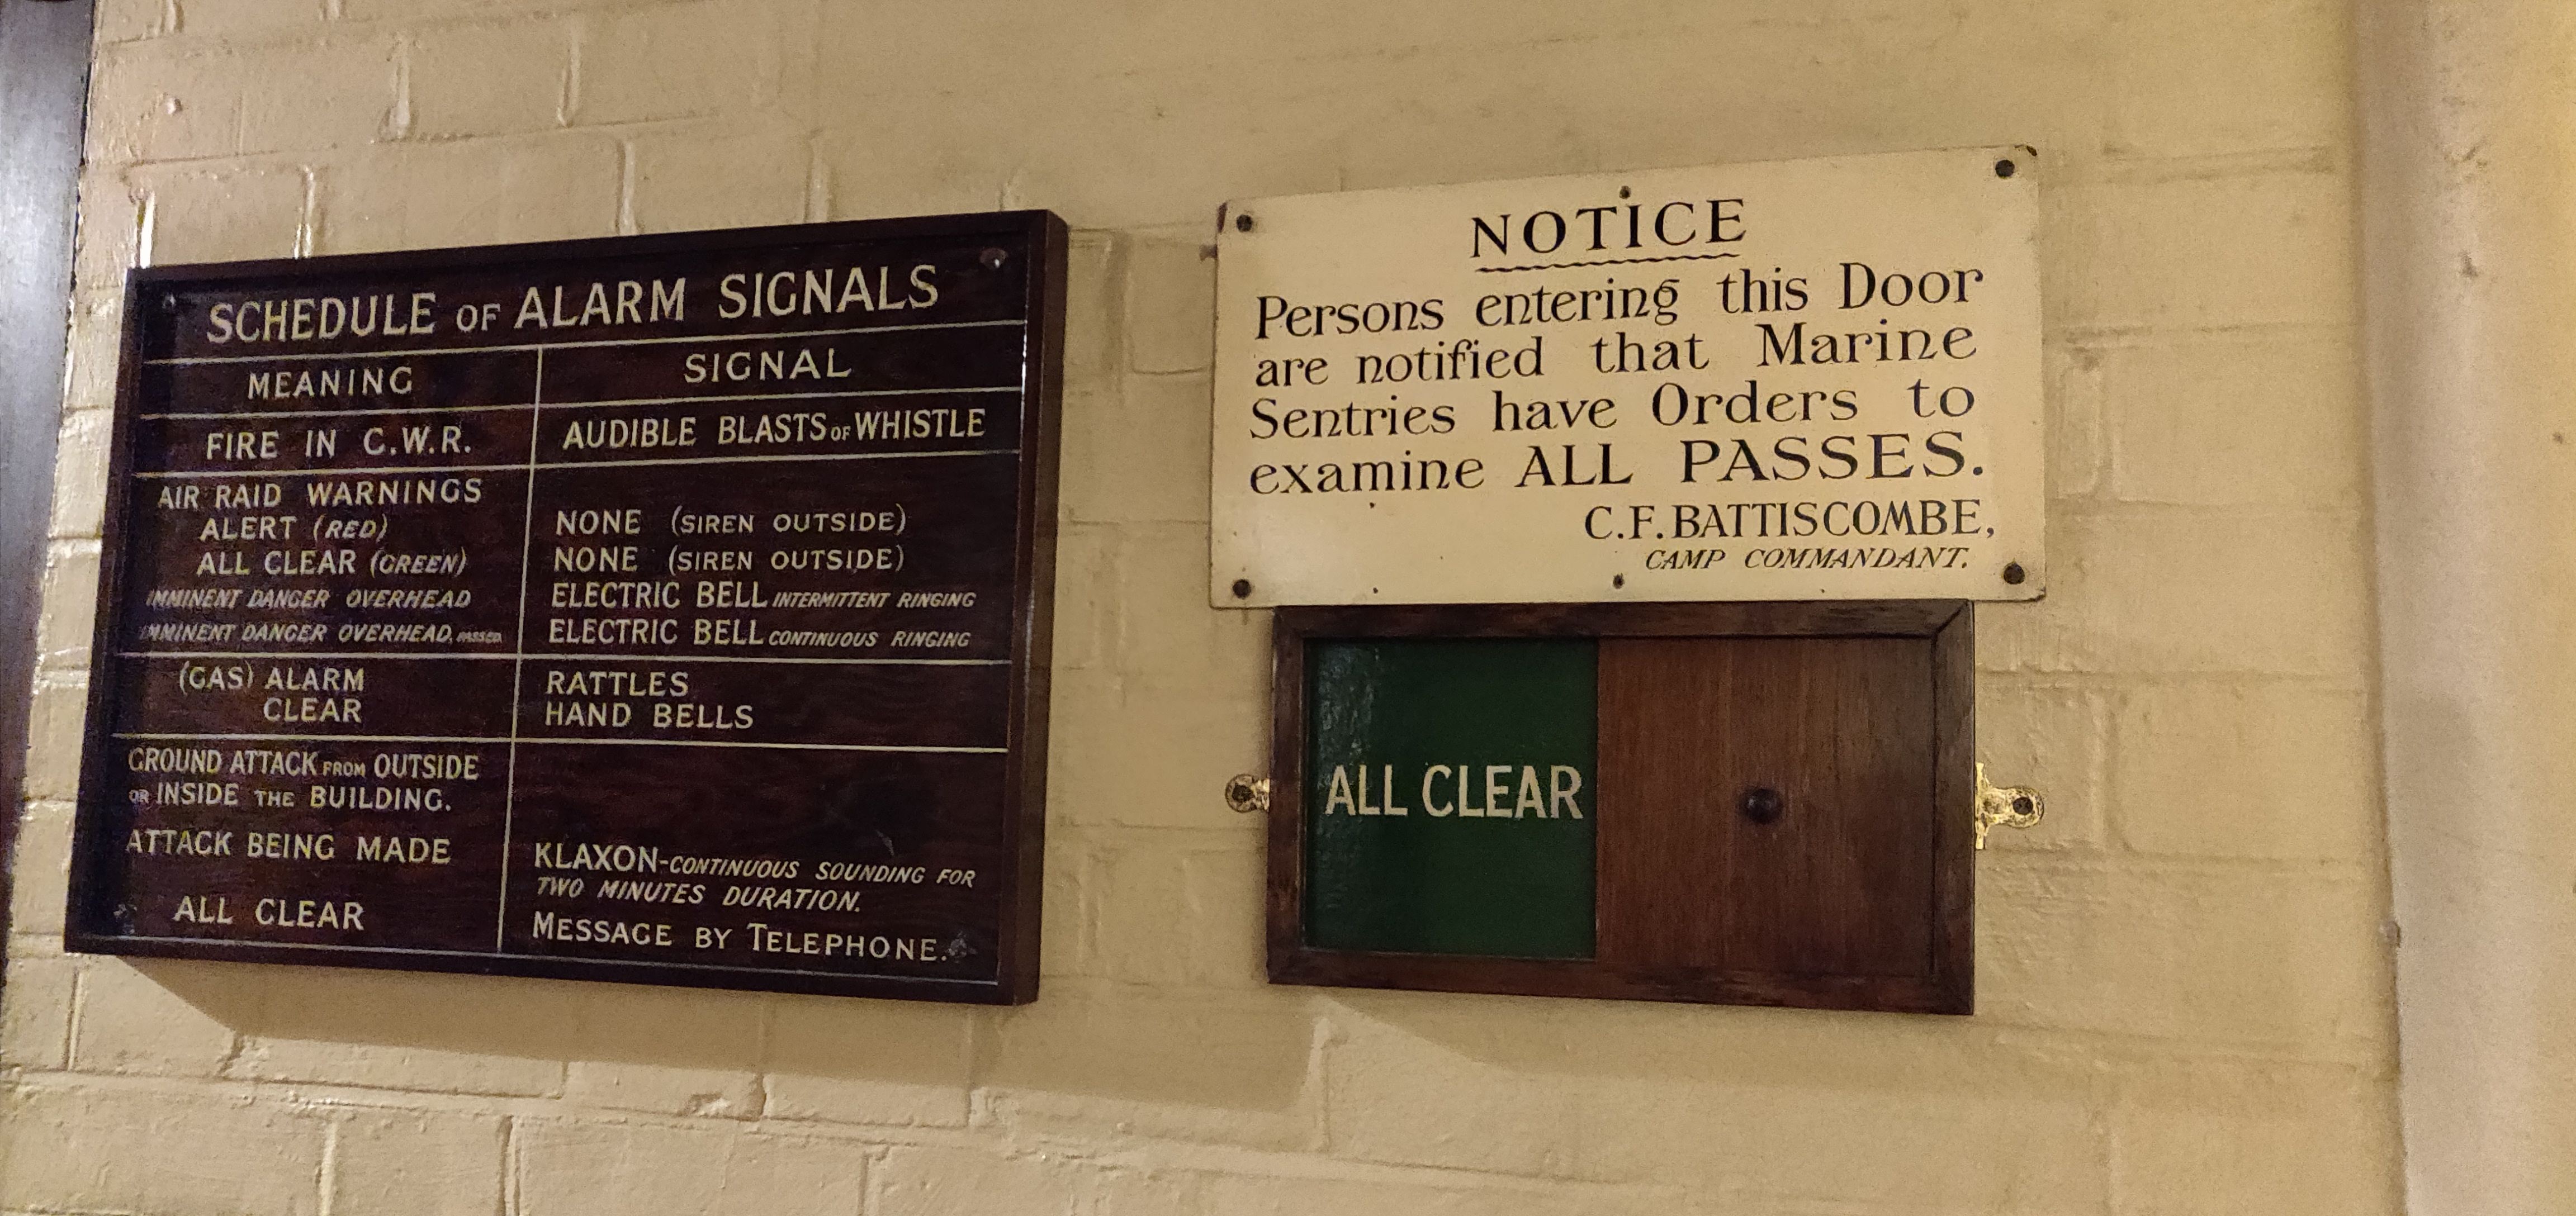 SCHEDULE OF ALARM SIGNALS
MEANING
SIGNAL
FIRE IN C.W.R.
AUDIBLE BLASTS OF WHISTLE
AIR RAID WARNINGS
ALERT (RED)
NONE (SIREN OUTSIDE)
ALL CLEAR (GREEN)
NONE (SIREN OUTSIDE)
IMMINENT DANGER OVERHEAD
ELECTRIC BELL INTERMITTENT RINGING
IMMINENT DANGER OVERHEAD, PASSED.
ELECTRIC BELL CONTINUOUS RINGING
(GAS) ALARM
RATTLES
CLEAR
HAND BELLS
GROUND ATTACK FROM OUTSIDE
OR INSIDE THE BUILDING.
ATTACK BEING MADE
KLAXON-CONTINUOUS SOUNDING FOR
TWO MINUTES DURATION.
ALL CLEAR
MESSAGE BY TELEPHONE.
NOTICE
Persons entering this Door
are notified that Marine
Sentries have Orders to
examine ALL PASSES.
C.F.BATTISCOMBE,
CAMP COMMANDANT.
ALL CLEAR